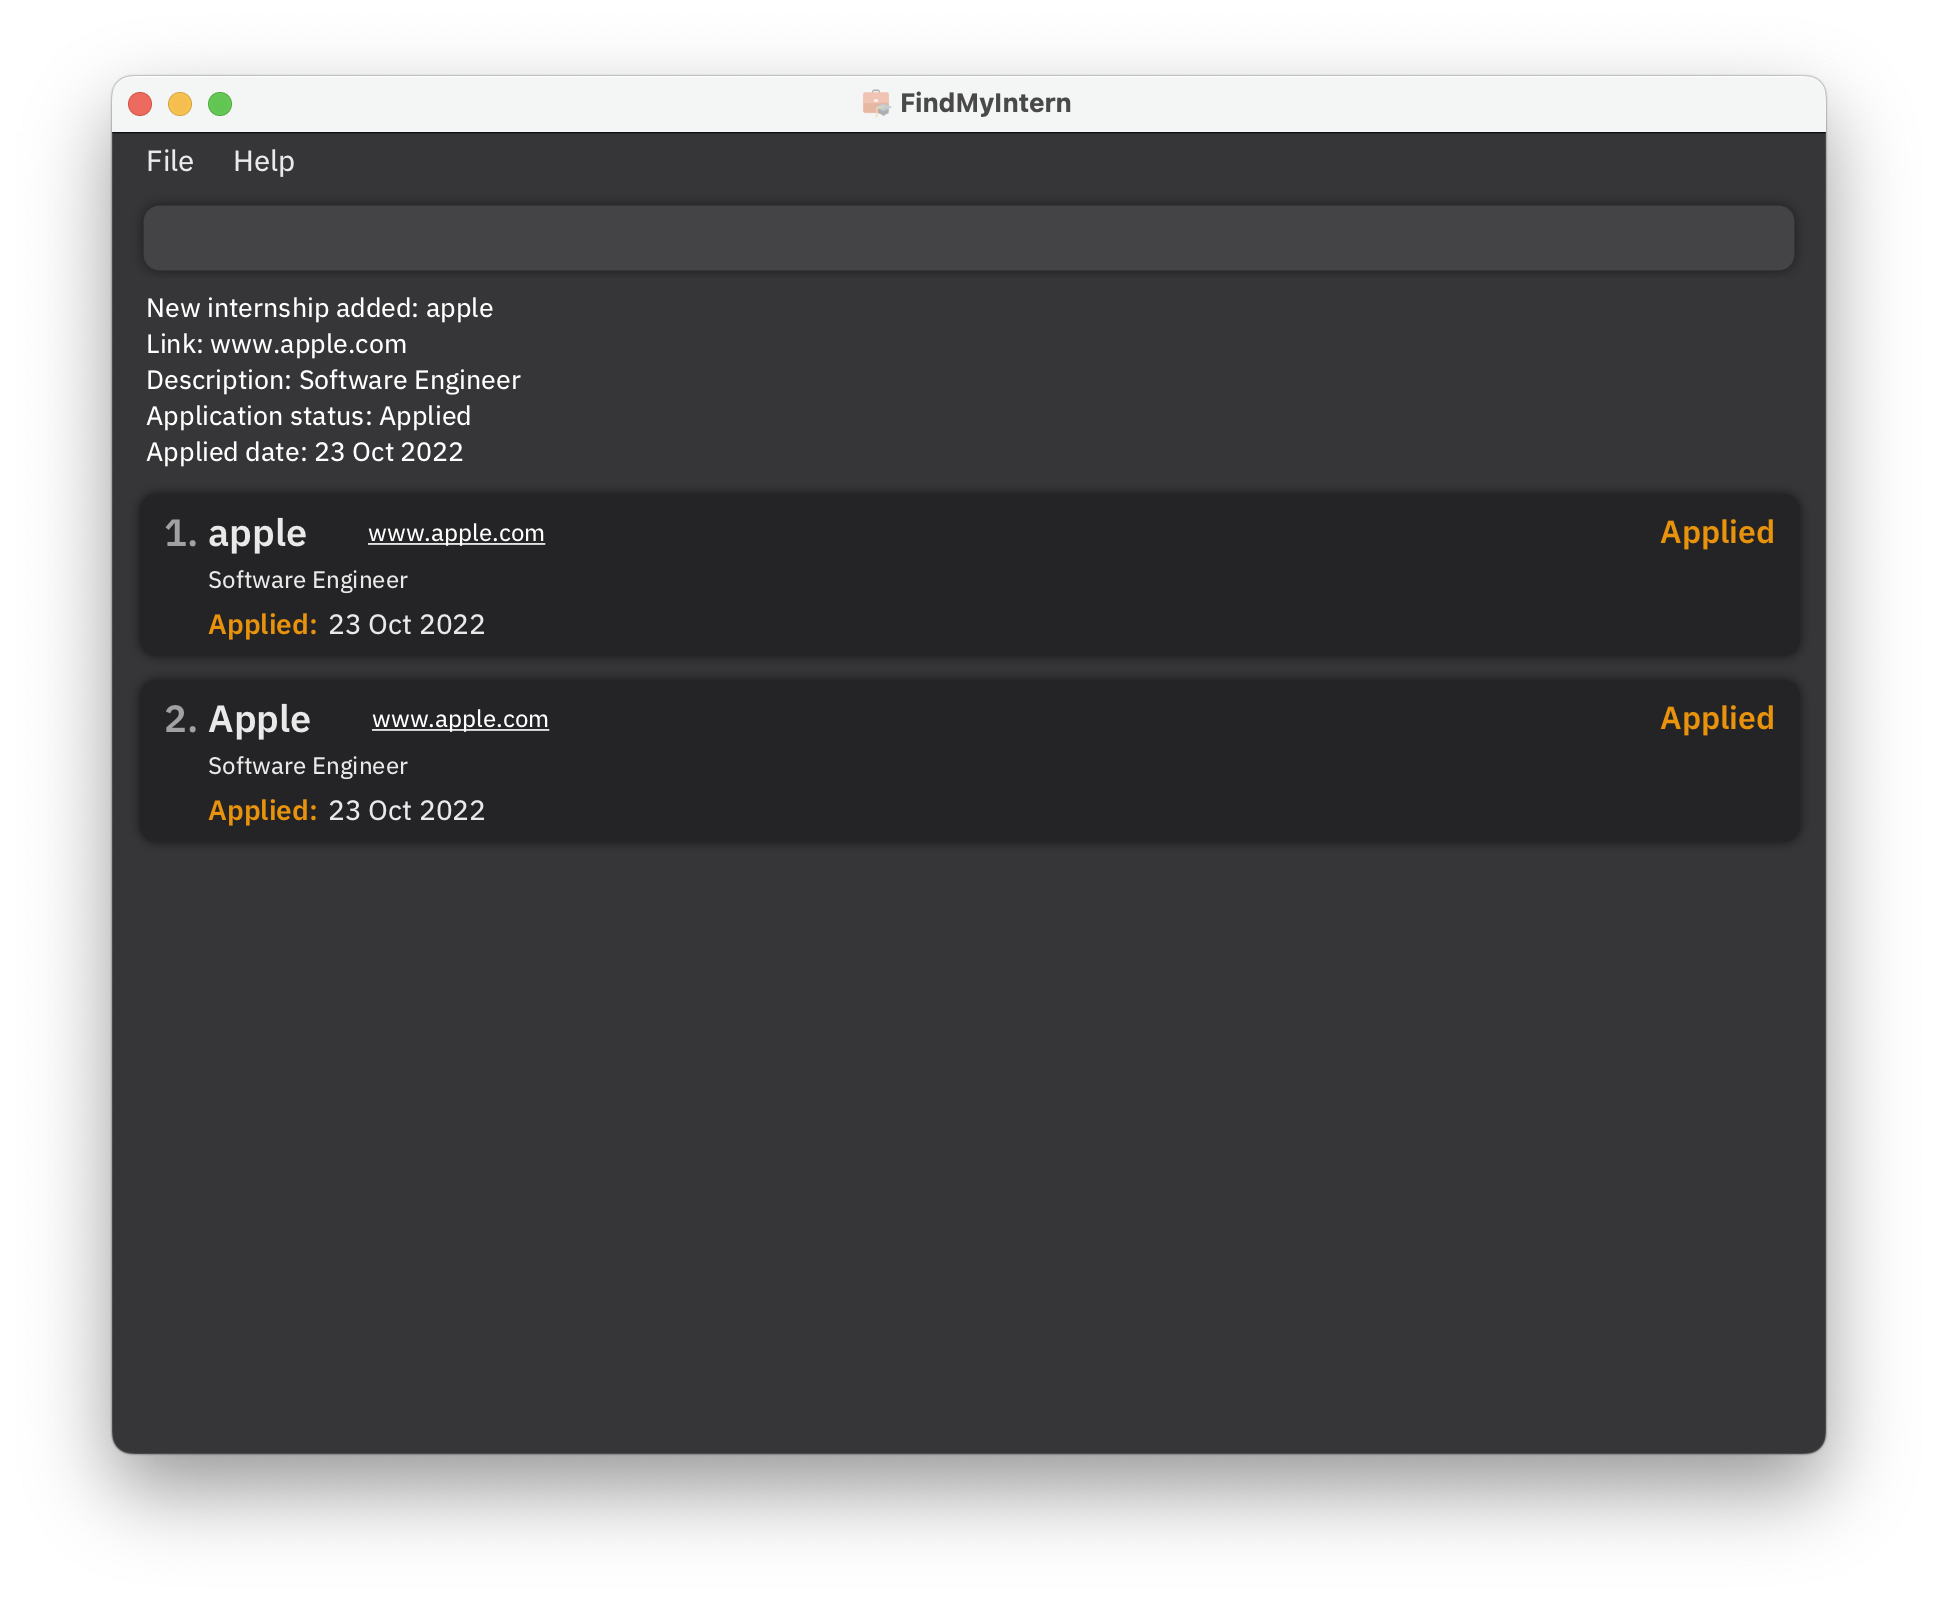 FindMyIntern
File Help
New internship added: apple
Link: www.apple.com
Description: Software Engineer
Application status: Applied
Applied date: 23 Oct 2022
1. apple www.apple.com Applied
Software Engineer
Applied: 23 Oct 2022
2. Apple www.apple.com Applied
Software Engineer
Applied: 23 Oct 2022